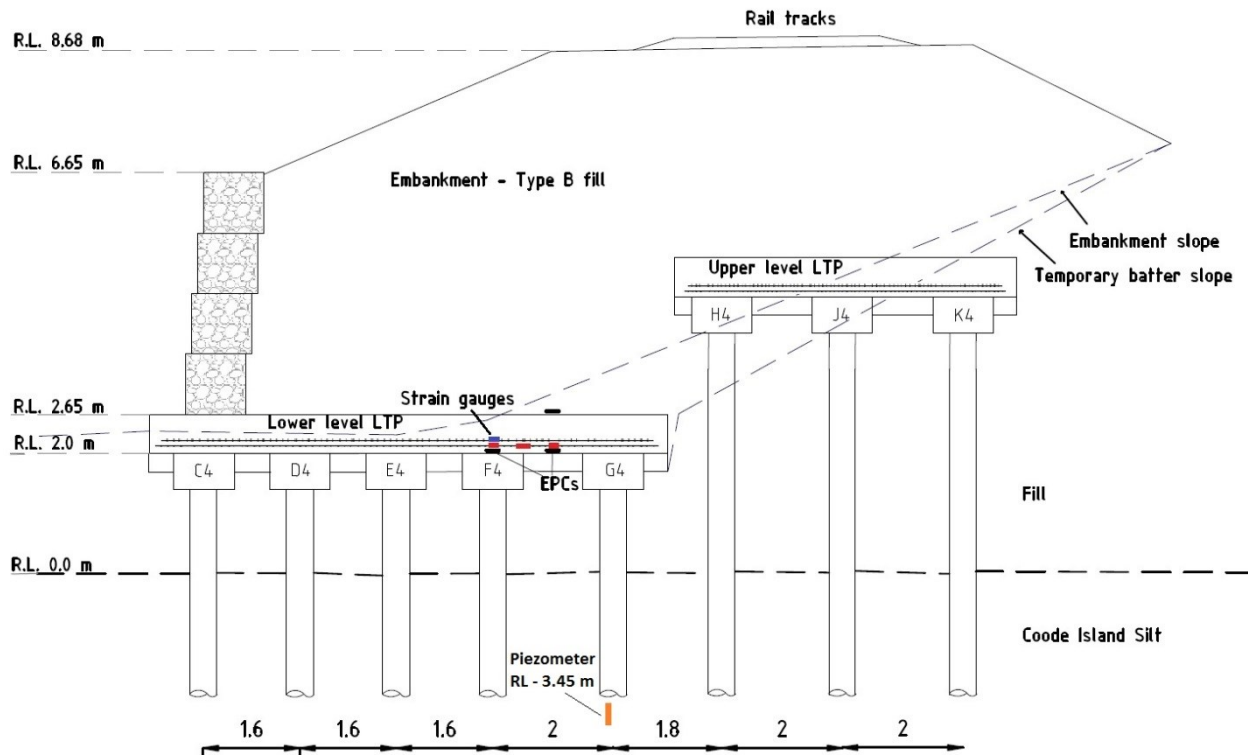 Rail tracks
R.L. 8.68 m
R.L. 6.65 m
Embankment - Type B fill
Embankment slope
Temporary batter slope
Upper level LTP
H4 J4 K4
Strain gauges
R.L. 2.65 m
Lower level LTP
R.L. 2.0 m
C4 D4 E4 F4 G4
EPCs
Fill
R.L. 0.0 m
Coode Island Silt
Piezometer
RL - 3.45 m
1.6 1.6 1.6 2 1.8 2 2